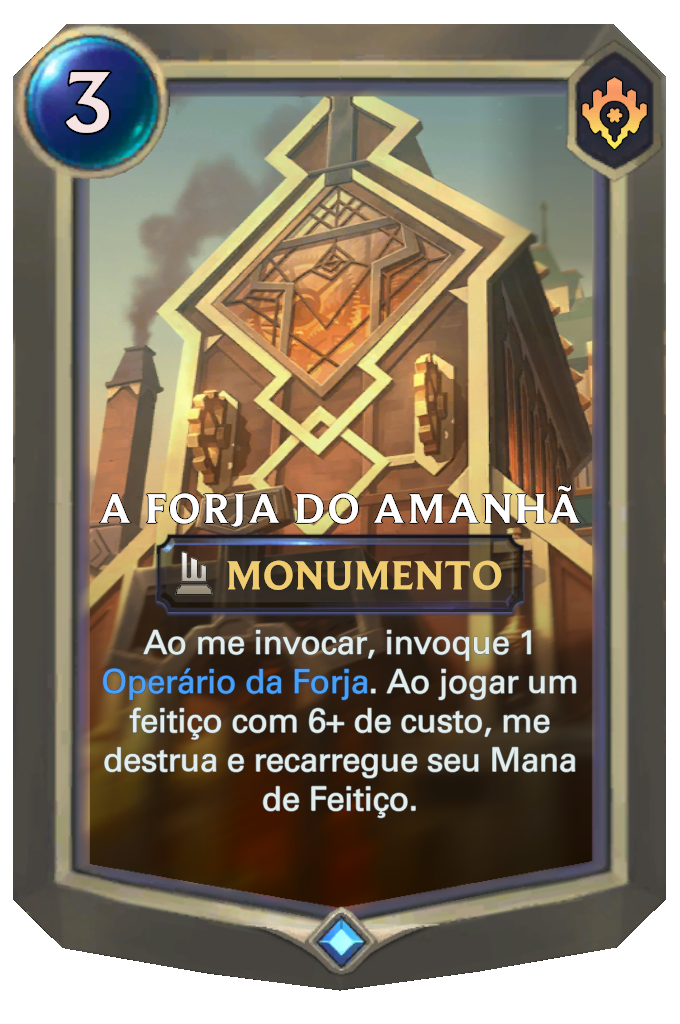 3
A FORJA DO AMANHÃ
MONUMENTO
Ao me invocar, invoque 1
Operário da Forja. Ao jogar um
feitiço com 6+ de custo, me
destrua e recarregue seu Mana
de Feitiço.